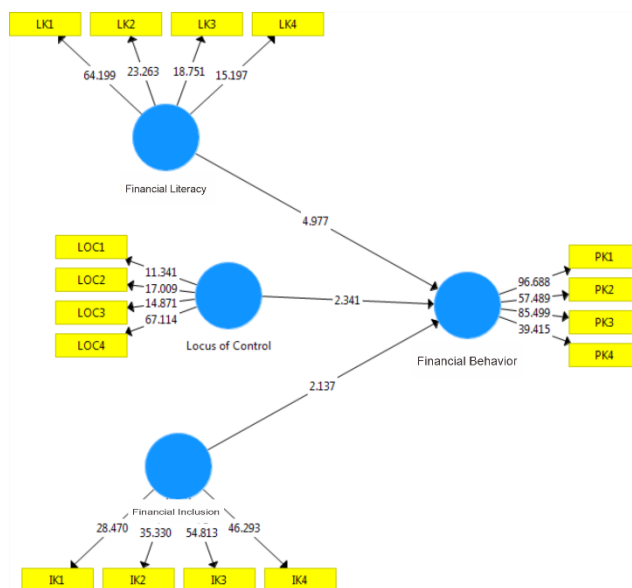 LK1 LK2 LK3 LK4
64.199 23.263 18.751 15.197
Financial Literacy
4.977
LOC1
LOC2
LOC3
LOC4
11.341
17.009
14.871
67.114
Locus of Control
2.341
PK1
PK2
PK3
PK4
96.688
57.489
85.499
39.415
Financial Behavior
2.137
Financial Inclusion
28.470 35.330 54.813 46.293
IK1 IK2 IK3 IK4